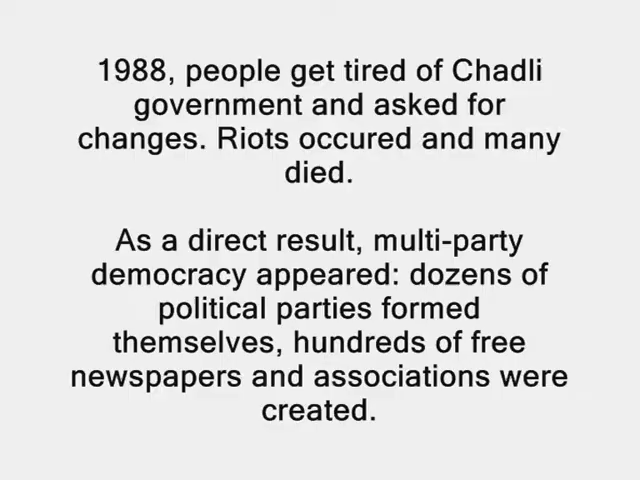 1988, people get tired of Chadli
government and asked for
changes. Riots occured and many
died.
As a direct result, multi-party
democracy appeared: dozens of
political parties formed
themselves, hundreds of free
newspapers and associations were
created.